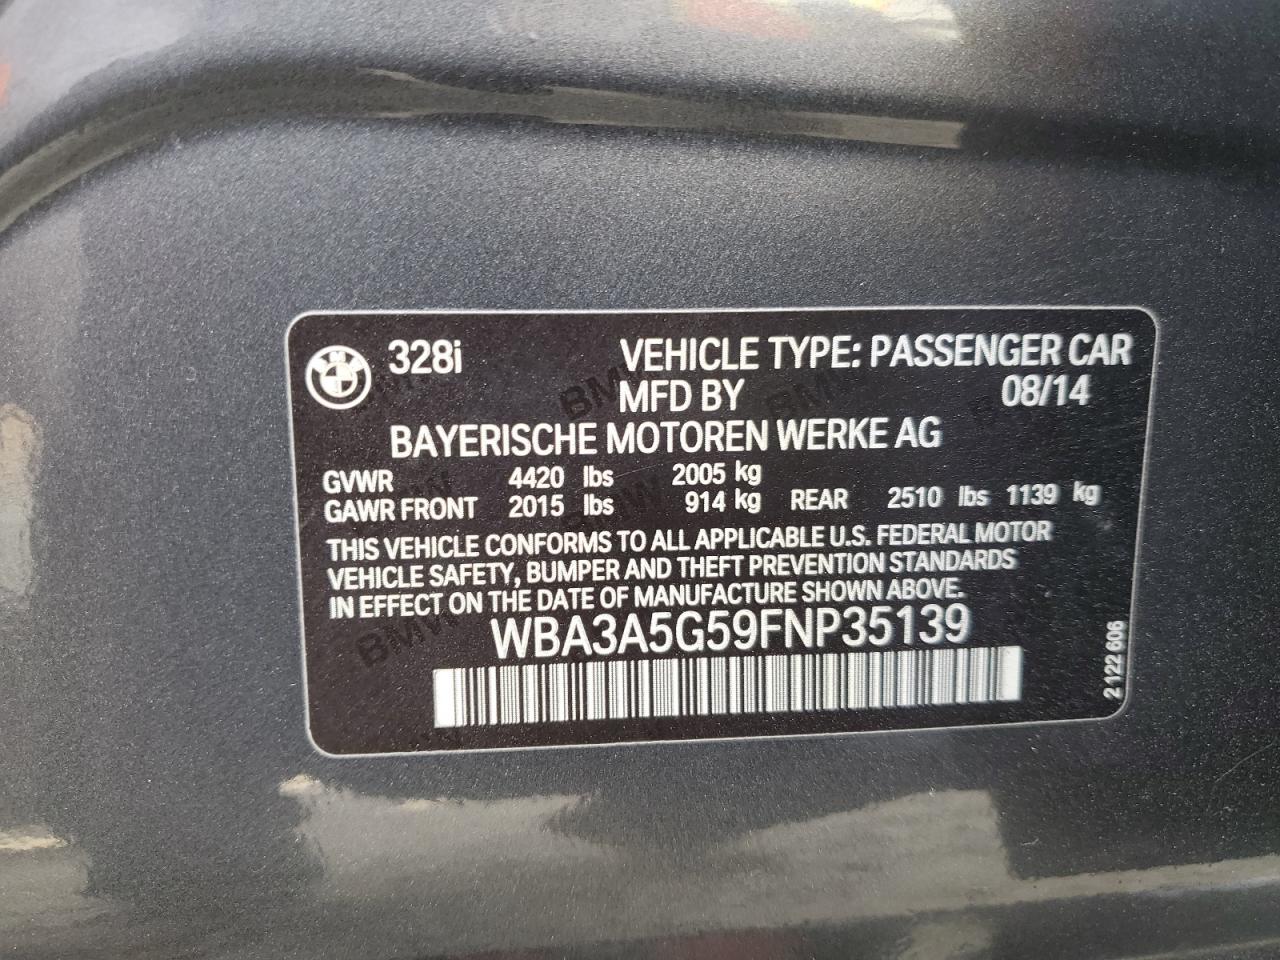 328i VEHICLE TYPE: PASSENGER CAR
MFD BY 08/14
BAYERISCHE MOTOREN WERKE AG
GVWR 4420 lbs 2005 kg
GAWR FRONT 2015 lbs 914 kg REAR 2510 lbs 1139 kg
THIS VEHICLE CONFORMS TO ALL APPLICABLE U.S. FEDERAL MOTOR
VEHICLE SAFETY, BUMPER AND THEFT PREVENTION STANDARDS
IN EFFECT ON THE DATE OF MANUFACTURE SHOWN ABOVE.
WBA3A5G59FNP35139
2 122 606